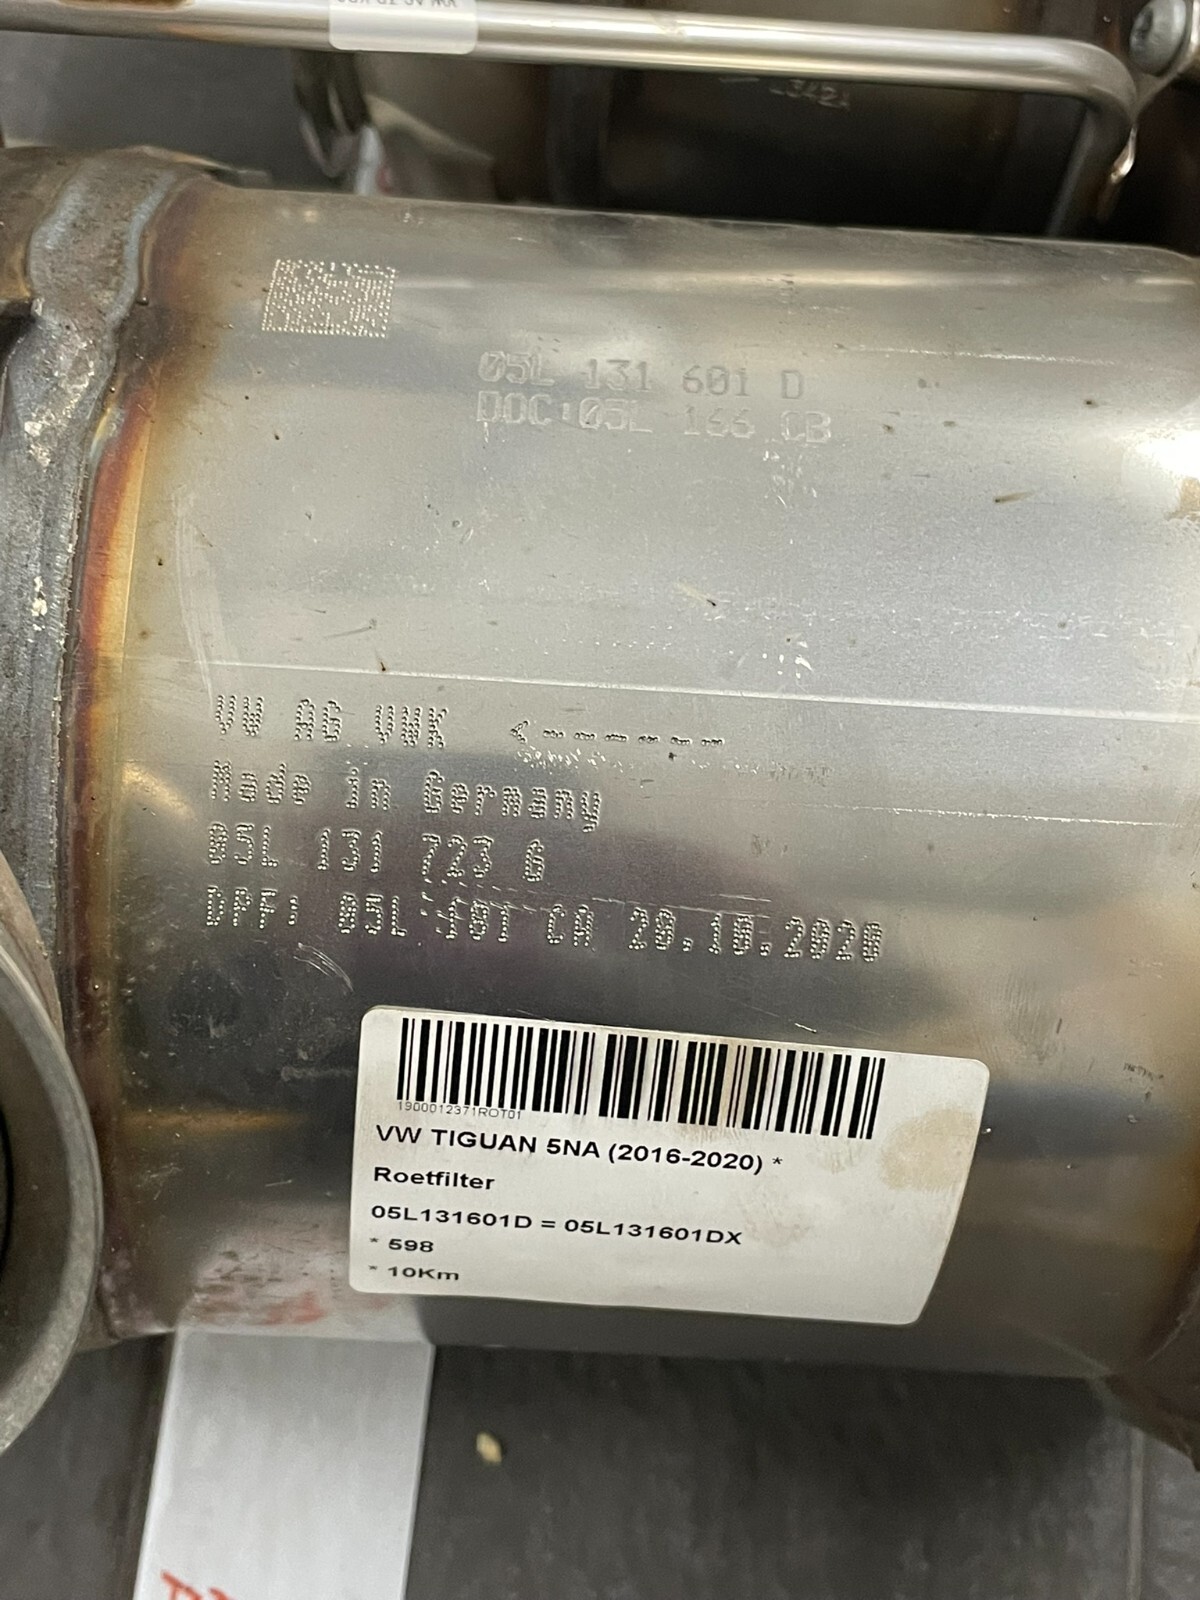 05L 131 601 D
DOC:05L 166 CB
VW AG VWK <------
Made in Germany
05L 131 723 G
DPF: 05L 181 CA 20.10.2020
1900012371ROT01
VW TIGUAN 5NA (2016-2020) *
Roetfilter
05L131601D = 05L131601DX
* 598
* 10Km